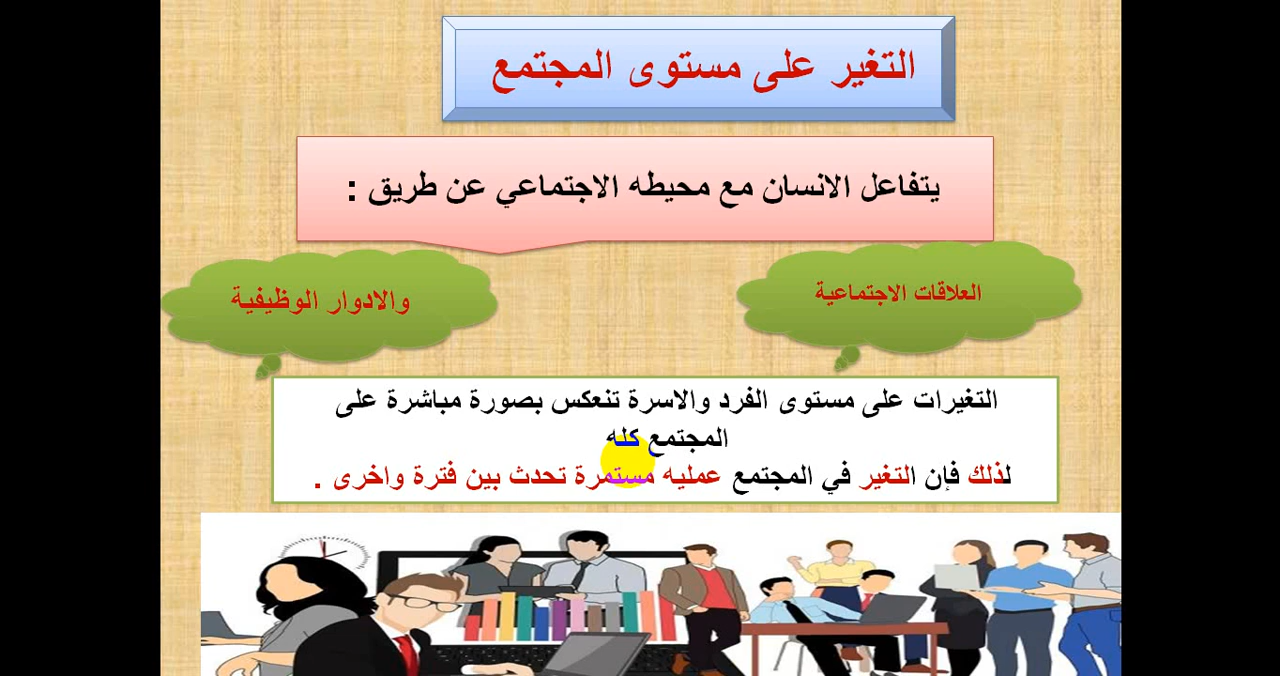 التغير على مستوى المجتمع
يتفاعل الانسان مع محيطه الاجتماعي عن طريق :
العلاقات الاجتماعية
والادوار الوظيفية
التغيرات على مستوى الفرد والاسرة تنعكس بصورة مباشرة على
المجتمع كله
لذلك فإن التغير في المجتمع عمليه مستمرة تحدث بين فترة واخرى .